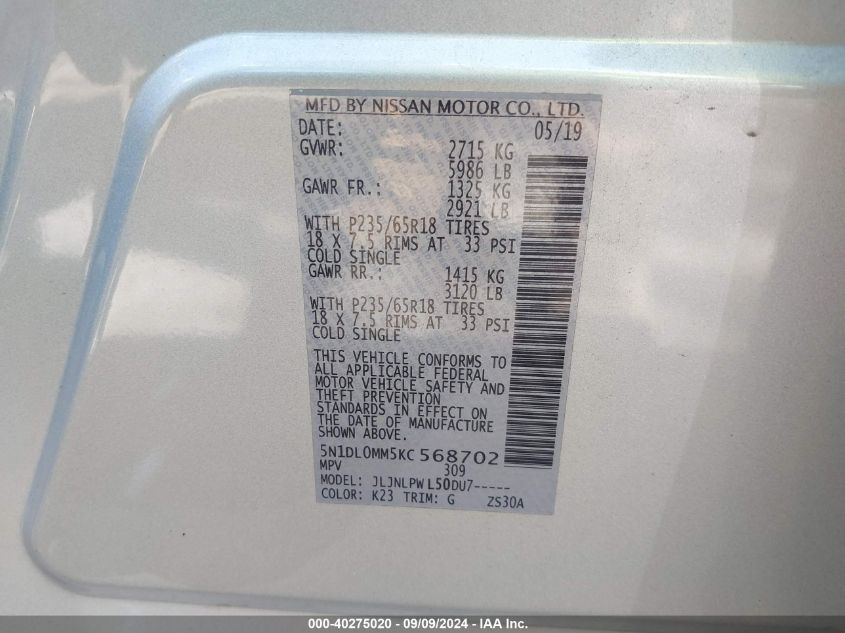 MFD BY NISSAN MOTOR CO., LTD.
DATE: 05/19
GVWR: 2715 KG
5986 LB
GAWR FR.: 1325 KG
2921 LB
WITH P235/65R18 TIRES
18 X 7.5 RIMS AT 33 PSI
COLD SINGLE
GAWR RR.: 1415 KG
3120 LB
WITH P235/65R18 TIRES
18 X 7.5 RIMS AT 33 PSI
COLD SINGLE
THIS VEHICLE CONFORMS TO
ALL APPLICABLE FEDERAL
MOTOR VEHICLE SAFETY AND
THEFT PREVENTION
STANDARDS IN EFFECT ON
THE DATE OF MANUFACTURE
SHOWN ABOVE.
5N1DL0MM5KC568702
MPV 309
MODEL: JLJNLPWL50DU7-----
COLOR: K23 TRIM: G ZS30A
000-40275020 - 09/09/2024 - IAA Inc.